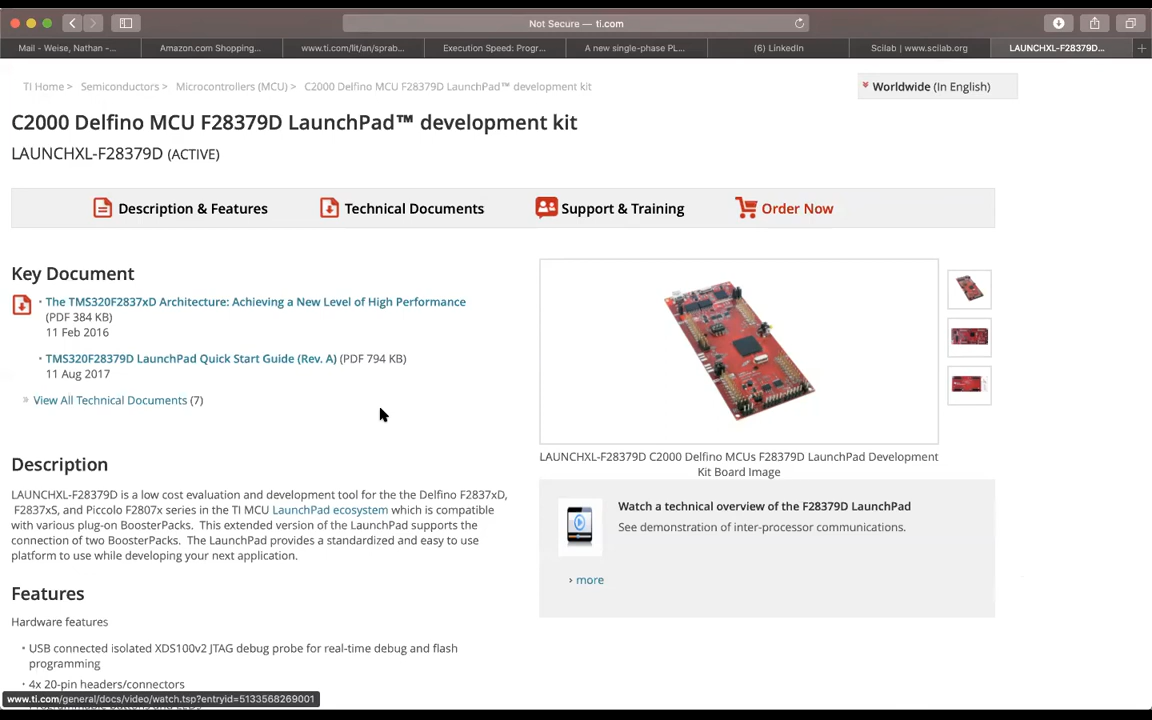 Not Secure — ti.com
Mail - Weise, Nathan -...
Amazon.com Shopping...
www.ti.com/lit/an/sprab...
Execution Speed: Progr...
A new single-phase PL...
(6) LinkedIn
Scilab | www.scilab.org
LAUNCHXL-F28379D...
TI Home > Semiconductors > Microcontrollers (MCU) > C2000 Delfino MCU F28379D LaunchPad™ development kit
Worldwide (In English)
C2000 Delfino MCU F28379D LaunchPad™ development kit
LAUNCHXL-F28379D (ACTIVE)
Description & Features
Technical Documents
Support & Training
Order Now
Key Document
• The TMS320F2837xD Architecture: Achieving a New Level of High Performance
(PDF 384 KB)
11 Feb 2016
• TMS320F28379D LaunchPad Quick Start Guide (Rev. A) (PDF 794 KB)
11 Aug 2017
» View All Technical Documents (7)
LAUNCHXL-F28379D C2000 Delfino MCUs F28379D LaunchPad Development
Kit Board Image
Description
LAUNCHXL-F28379D is a low cost evaluation and development tool for the the Delfino F2837xD,
F2837xS, and Piccolo F2807x series in the TI MCU LaunchPad ecosystem which is compatible
with various plug-on BoosterPacks. This extended version of the LaunchPad supports the
connection of two BoosterPacks. The LaunchPad provides a standardized and easy to use
platform to use while developing your next application.
Watch a technical overview of the F28379D LaunchPad
See demonstration of inter-processor communications.
› more
Features
Hardware features
• USB connected isolated XDS100v2 JTAG debug probe for real-time debug and flash
programming
• 4x 20-pin headers/connectors
www.ti.com/general/docs/video/watch.tsp?entryid=5133568269001